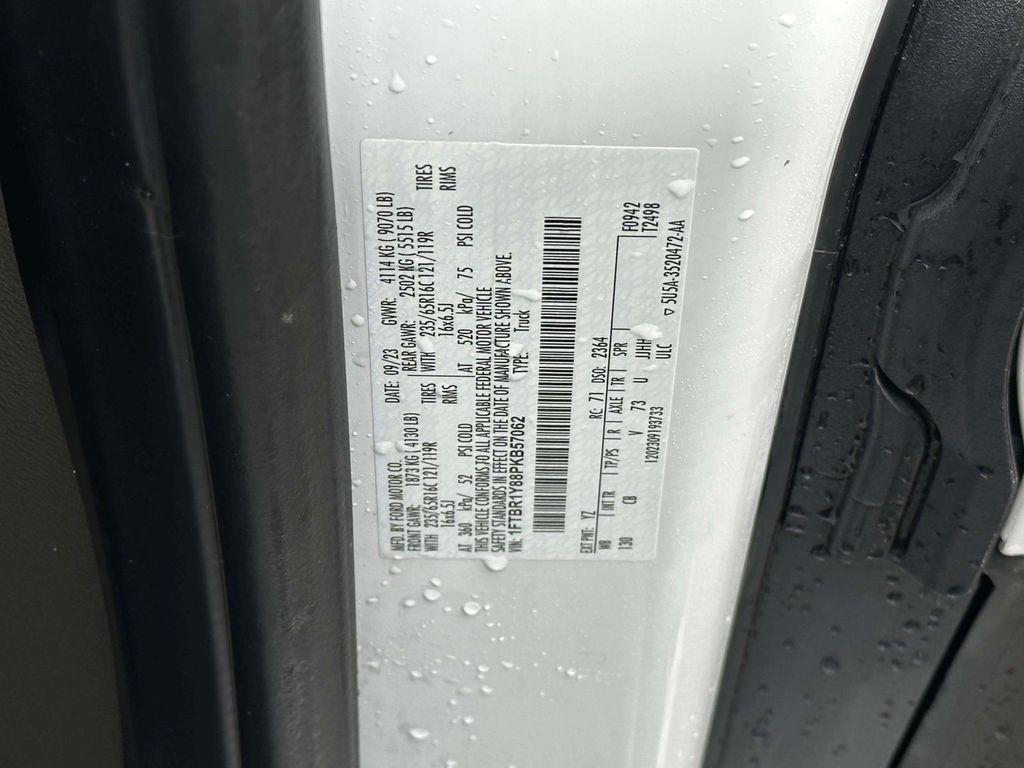 MFD. BY FORD MOTOR CO. DATE: 09/23 GVWR: 4114 KG ( 9070 LB)
FRONT GAWR: 1873 KG ( 4130 LB) REAR GAWR: 2502 KG ( 5515 LB)
WITH 235/65R16C 121/119R TIRES WITH 235/65R16C 121/119R TIRES
16x6.5J RIMS 16x6.5J RIMS
AT 360 kPa/ 52 PSI COLD AT 520 kPa/ 75 PSI COLD
THIS VEHICLE CONFORMS TO ALL APPLICABLE FEDERAL MOTOR VEHICLE
SAFETY STANDARDS IN EFFECT ON THE DATE OF MANUFACTURE SHOWN ABOVE.
VIN: 1FTBR1Y88PKB57062 TYPE: Truck
EXT PNT: YZ RC: 71 DSO: 2364 F0942
WB INT TR TP/PS R AXLE TR SPR T2498
130 CB V 73 U JJHH
ULC
1202309193733 5U5A-3520472-AA